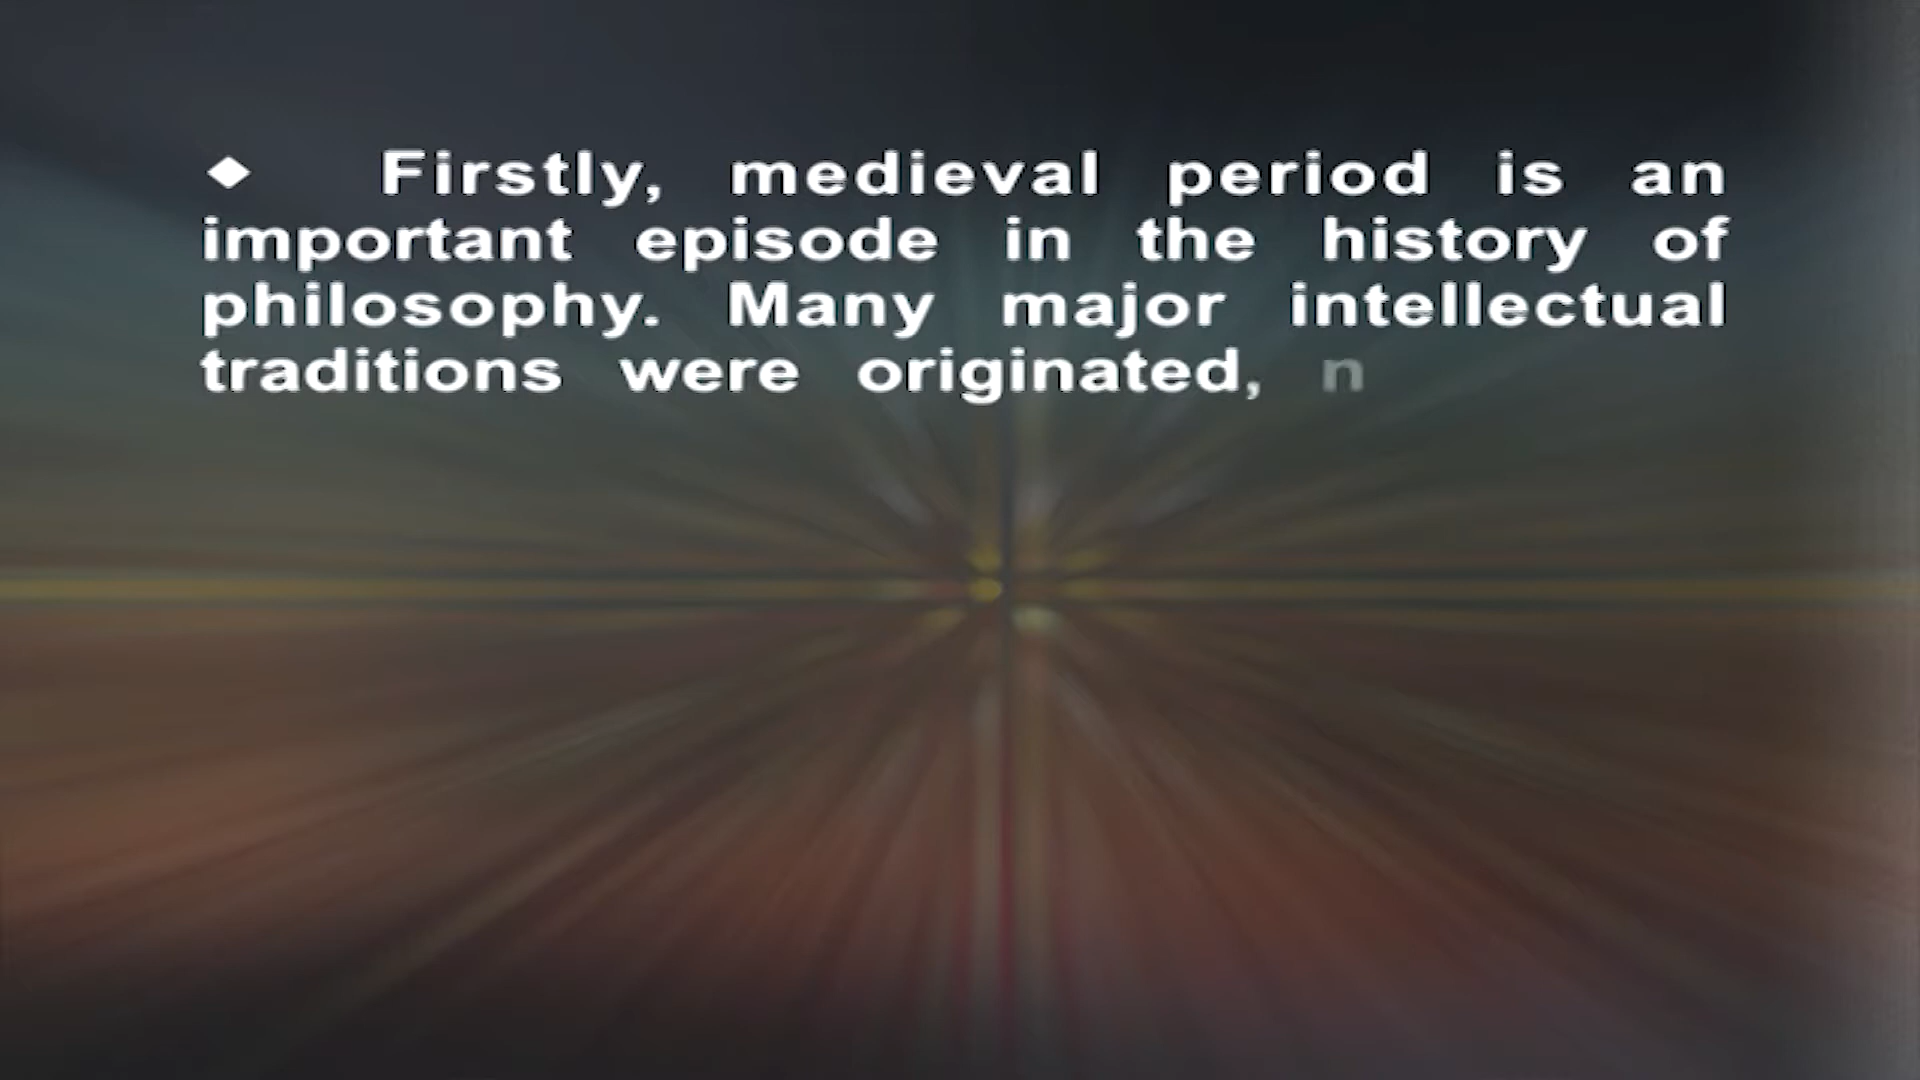 ◆ Firstly, medieval period is an
important episode in the history of
philosophy. Many major intellectual
traditions were originated, n